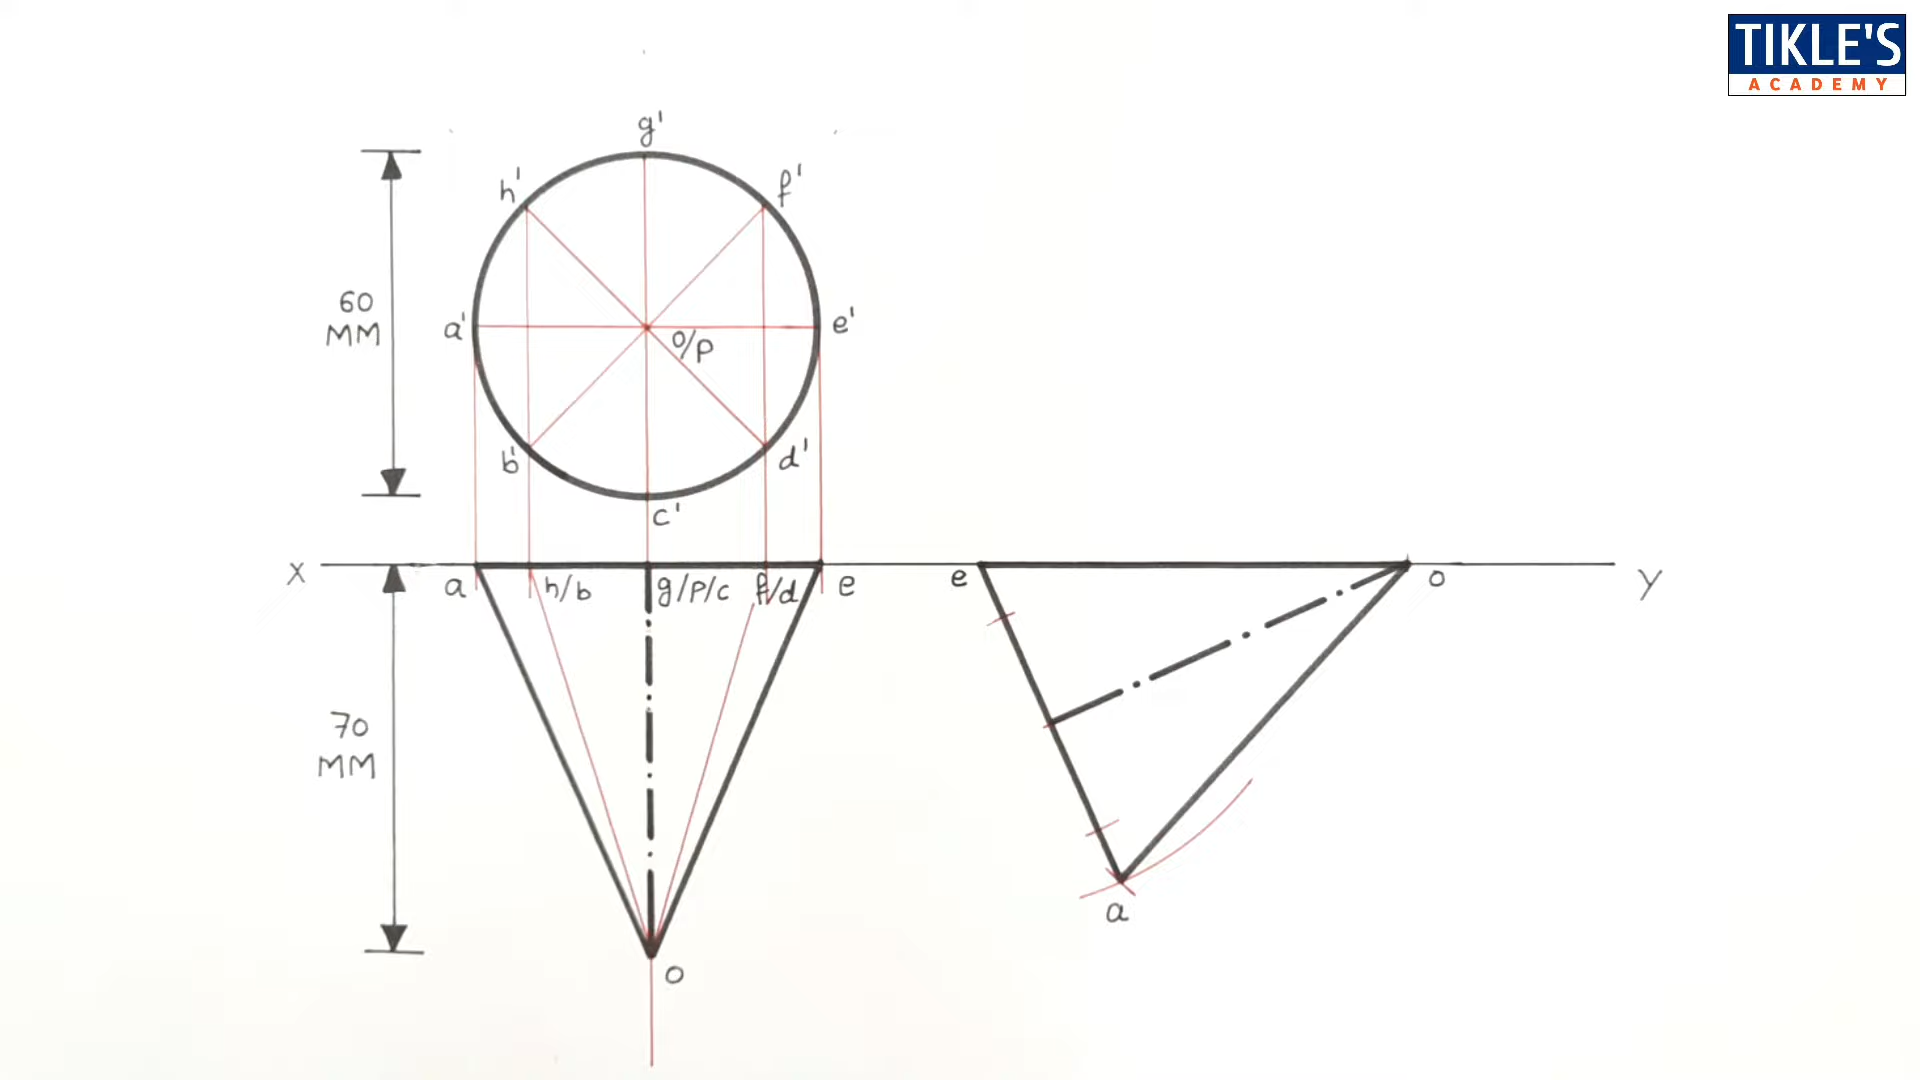 TIKLE'S
ACADEMY
g'
h'
f'
60
MM
a'
o/p
e'
b'
d'
c'
X
a
h/b
g/p/c
f/d
e
e
o
y
70
MM
a
o